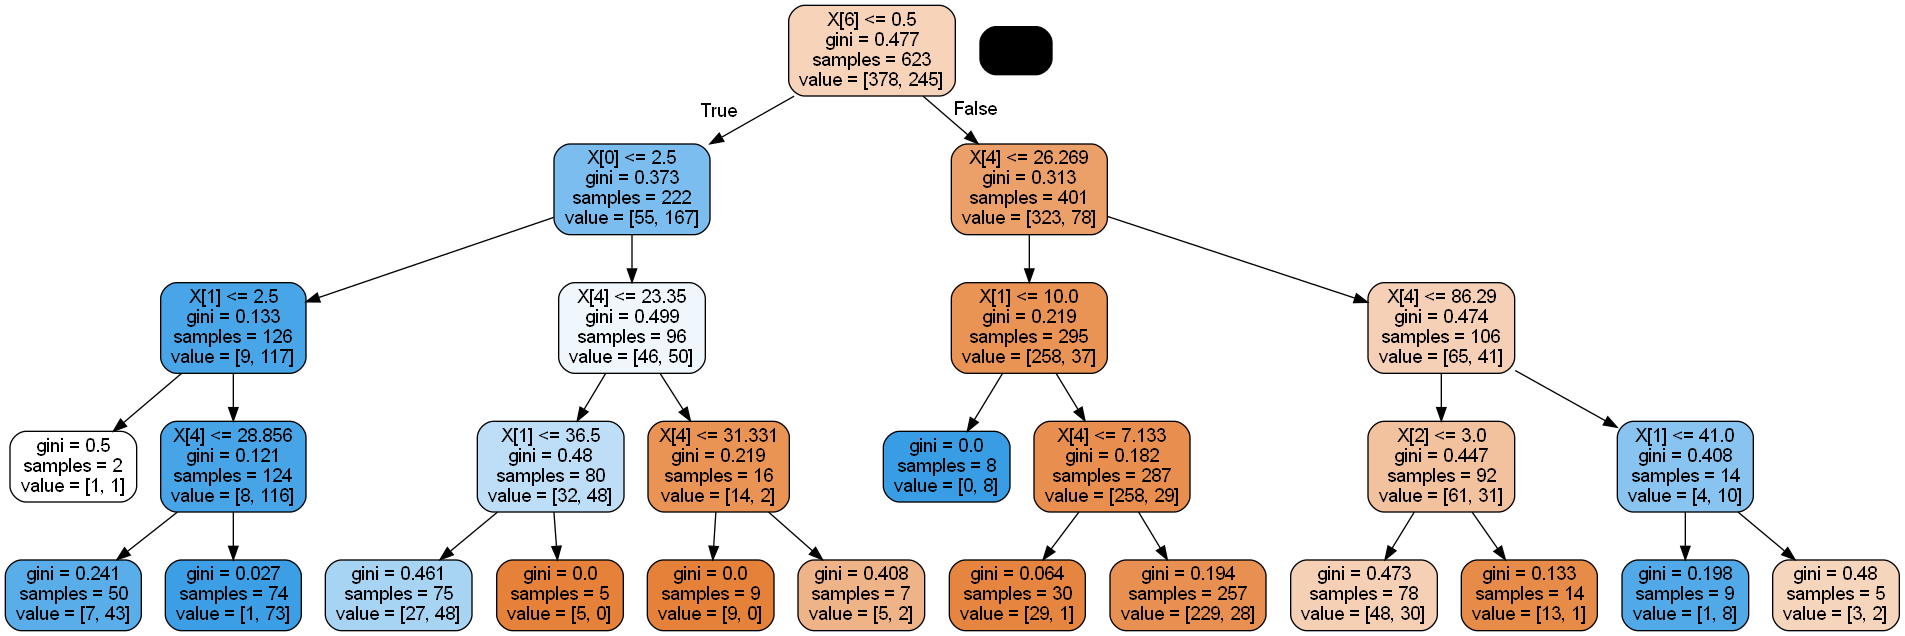 X[6] <= 0.5
gini = 0.477
samples = 623
value = [378, 245]
True
False
X[0] <= 2.5
gini = 0.373
samples = 222
value = [55, 167]
X[4] <= 26.269
gini = 0.313
samples = 401
value = [323, 78]
X[1] <= 2.5
gini = 0.133
samples = 126
value = [9, 117]
X[4] <= 23.35
gini = 0.499
samples = 96
value = [46, 50]
X[1] <= 10.0
gini = 0.219
samples = 295
value = [258, 37]
X[4] <= 86.29
gini = 0.474
samples = 106
value = [65, 41]
gini = 0.5
samples = 2
value = [1, 1]
X[4] <= 28.856
gini = 0.121
samples = 124
value = [8, 116]
X[1] <= 36.5
gini = 0.48
samples = 80
value = [32, 48]
X[4] <= 31.331
gini = 0.219
samples = 16
value = [14, 2]
gini = 0.0
samples = 8
value = [0, 8]
X[4] <= 7.133
gini = 0.182
samples = 287
value = [258, 29]
X[2] <= 3.0
gini = 0.447
samples = 92
value = [61, 31]
X[1] <= 41.0
gini = 0.408
samples = 14
value = [4, 10]
gini = 0.241
samples = 50
value = [7, 43]
gini = 0.027
samples = 74
value = [1, 73]
gini = 0.461
samples = 75
value = [27, 48]
gini = 0.0
samples = 5
value = [5, 0]
gini = 0.0
samples = 9
value = [9, 0]
gini = 0.408
samples = 7
value = [5, 2]
gini = 0.064
samples = 30
value = [29, 1]
gini = 0.194
samples = 257
value = [229, 28]
gini = 0.473
samples = 78
value = [48, 30]
gini = 0.133
samples = 14
value = [13, 1]
gini = 0.198
samples = 9
value = [1, 8]
gini = 0.48
samples = 5
value = [3, 2]